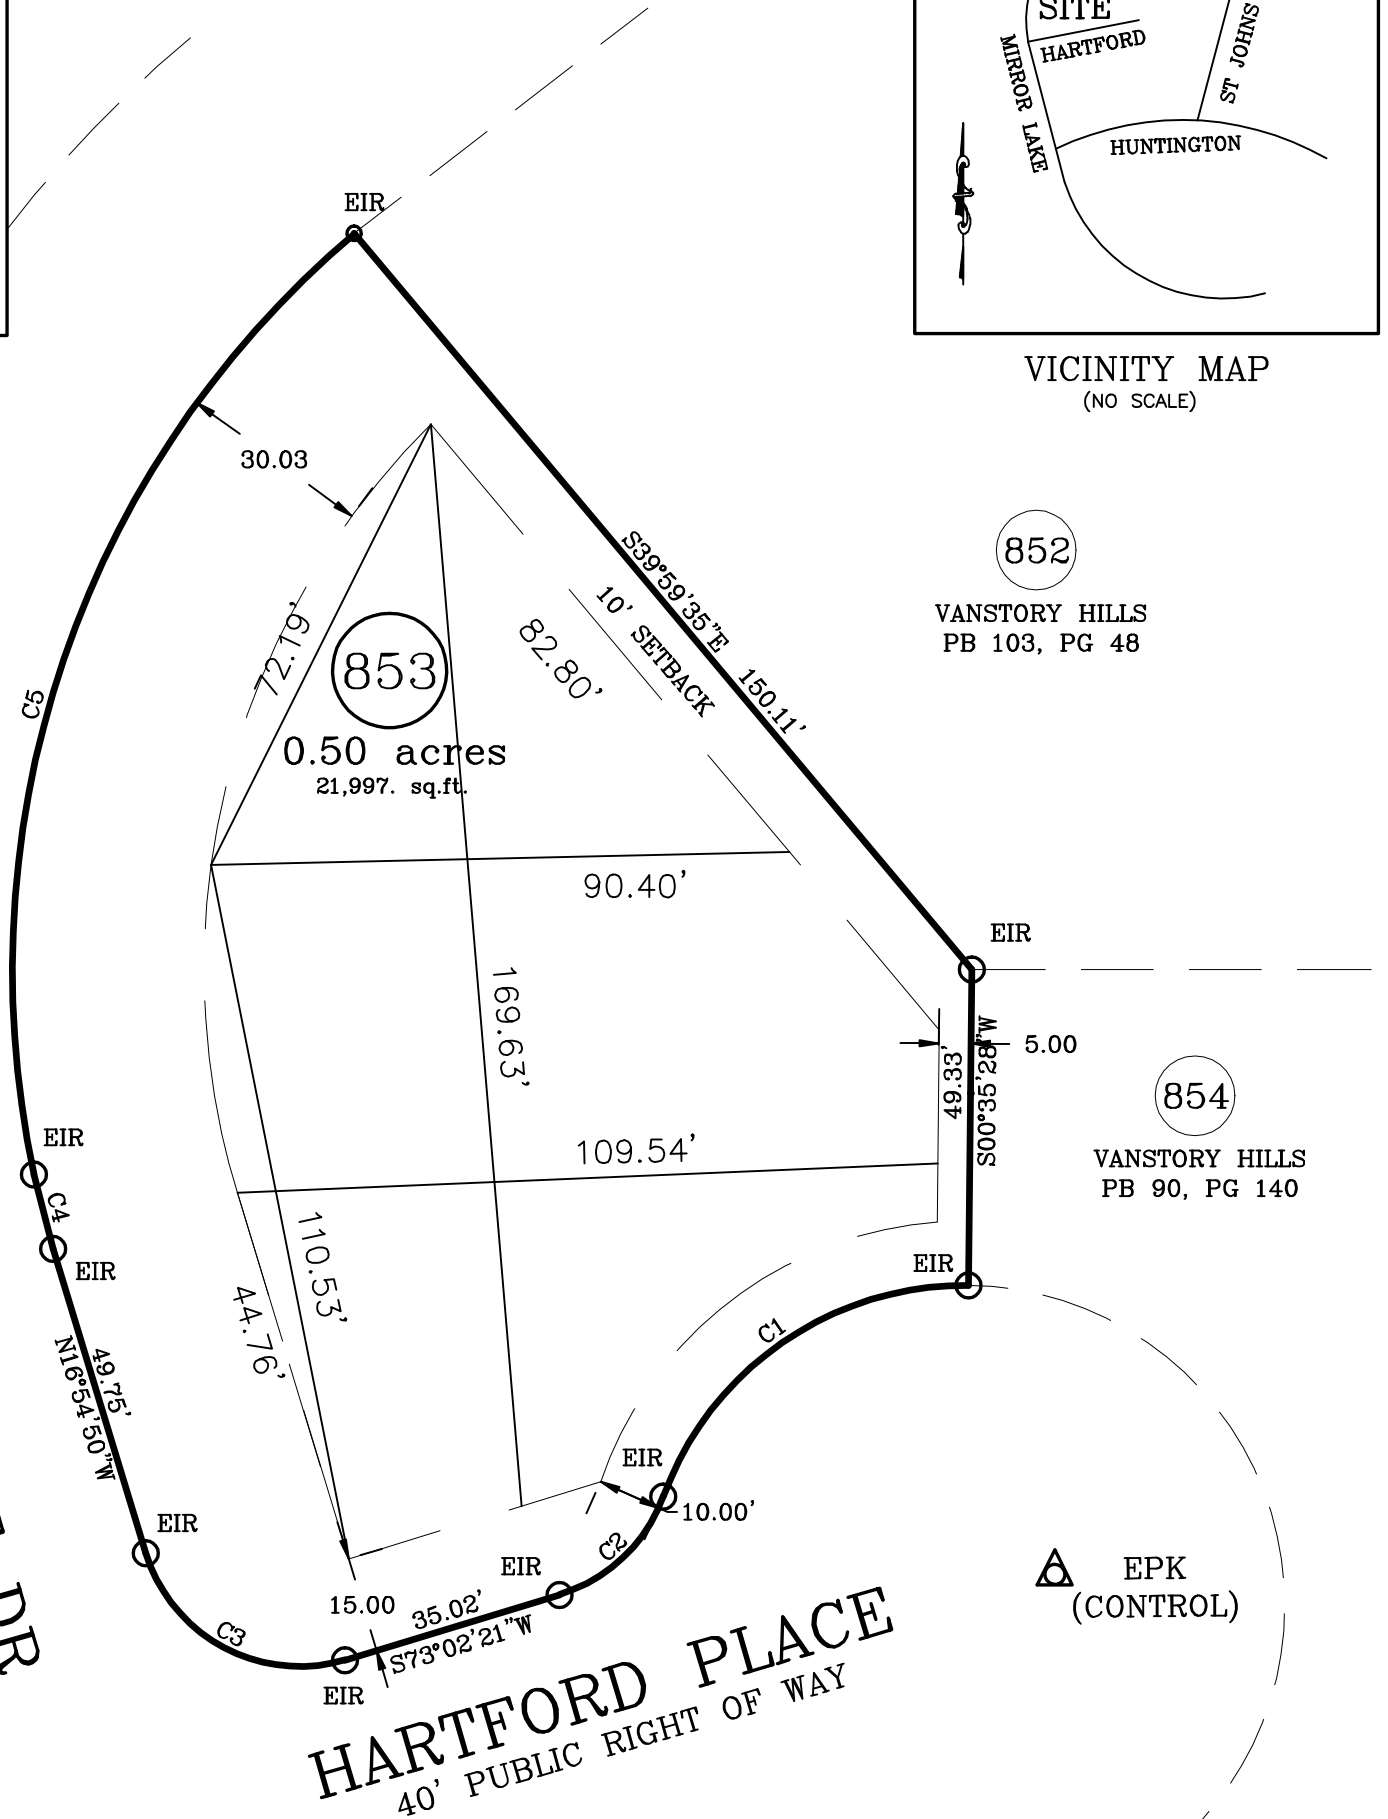 SITE
HARTFORD
ST JOHNS
MIRROR LAKE
HUNTINGTON
VICINITY MAP
(NO SCALE)
EIR
30.03
S39°59'35"E 150.11'
10' SETBACK
852
VANSTORY HILLS
PB 103, PG 48
72.19'
82.80'
853
0.50 acres
21,997. sq.ft.
C5
90.40'
EIR
169.63'
5.00
49.33'
S00°35'28"W
854
VANSTORY HILLS
PB 90, PG 140
EIR
C4
EIR
109.54'
110.53'
44.76'
EIR
C1
49.75'
N16°54'50"W
EIR
10.00'
EIR
C2
EIR
15.00
35.02'
S73°02'21"W
C3
EIR
EPK
(CONTROL)
DR
HARTFORD PLACE
40' PUBLIC RIGHT OF WAY